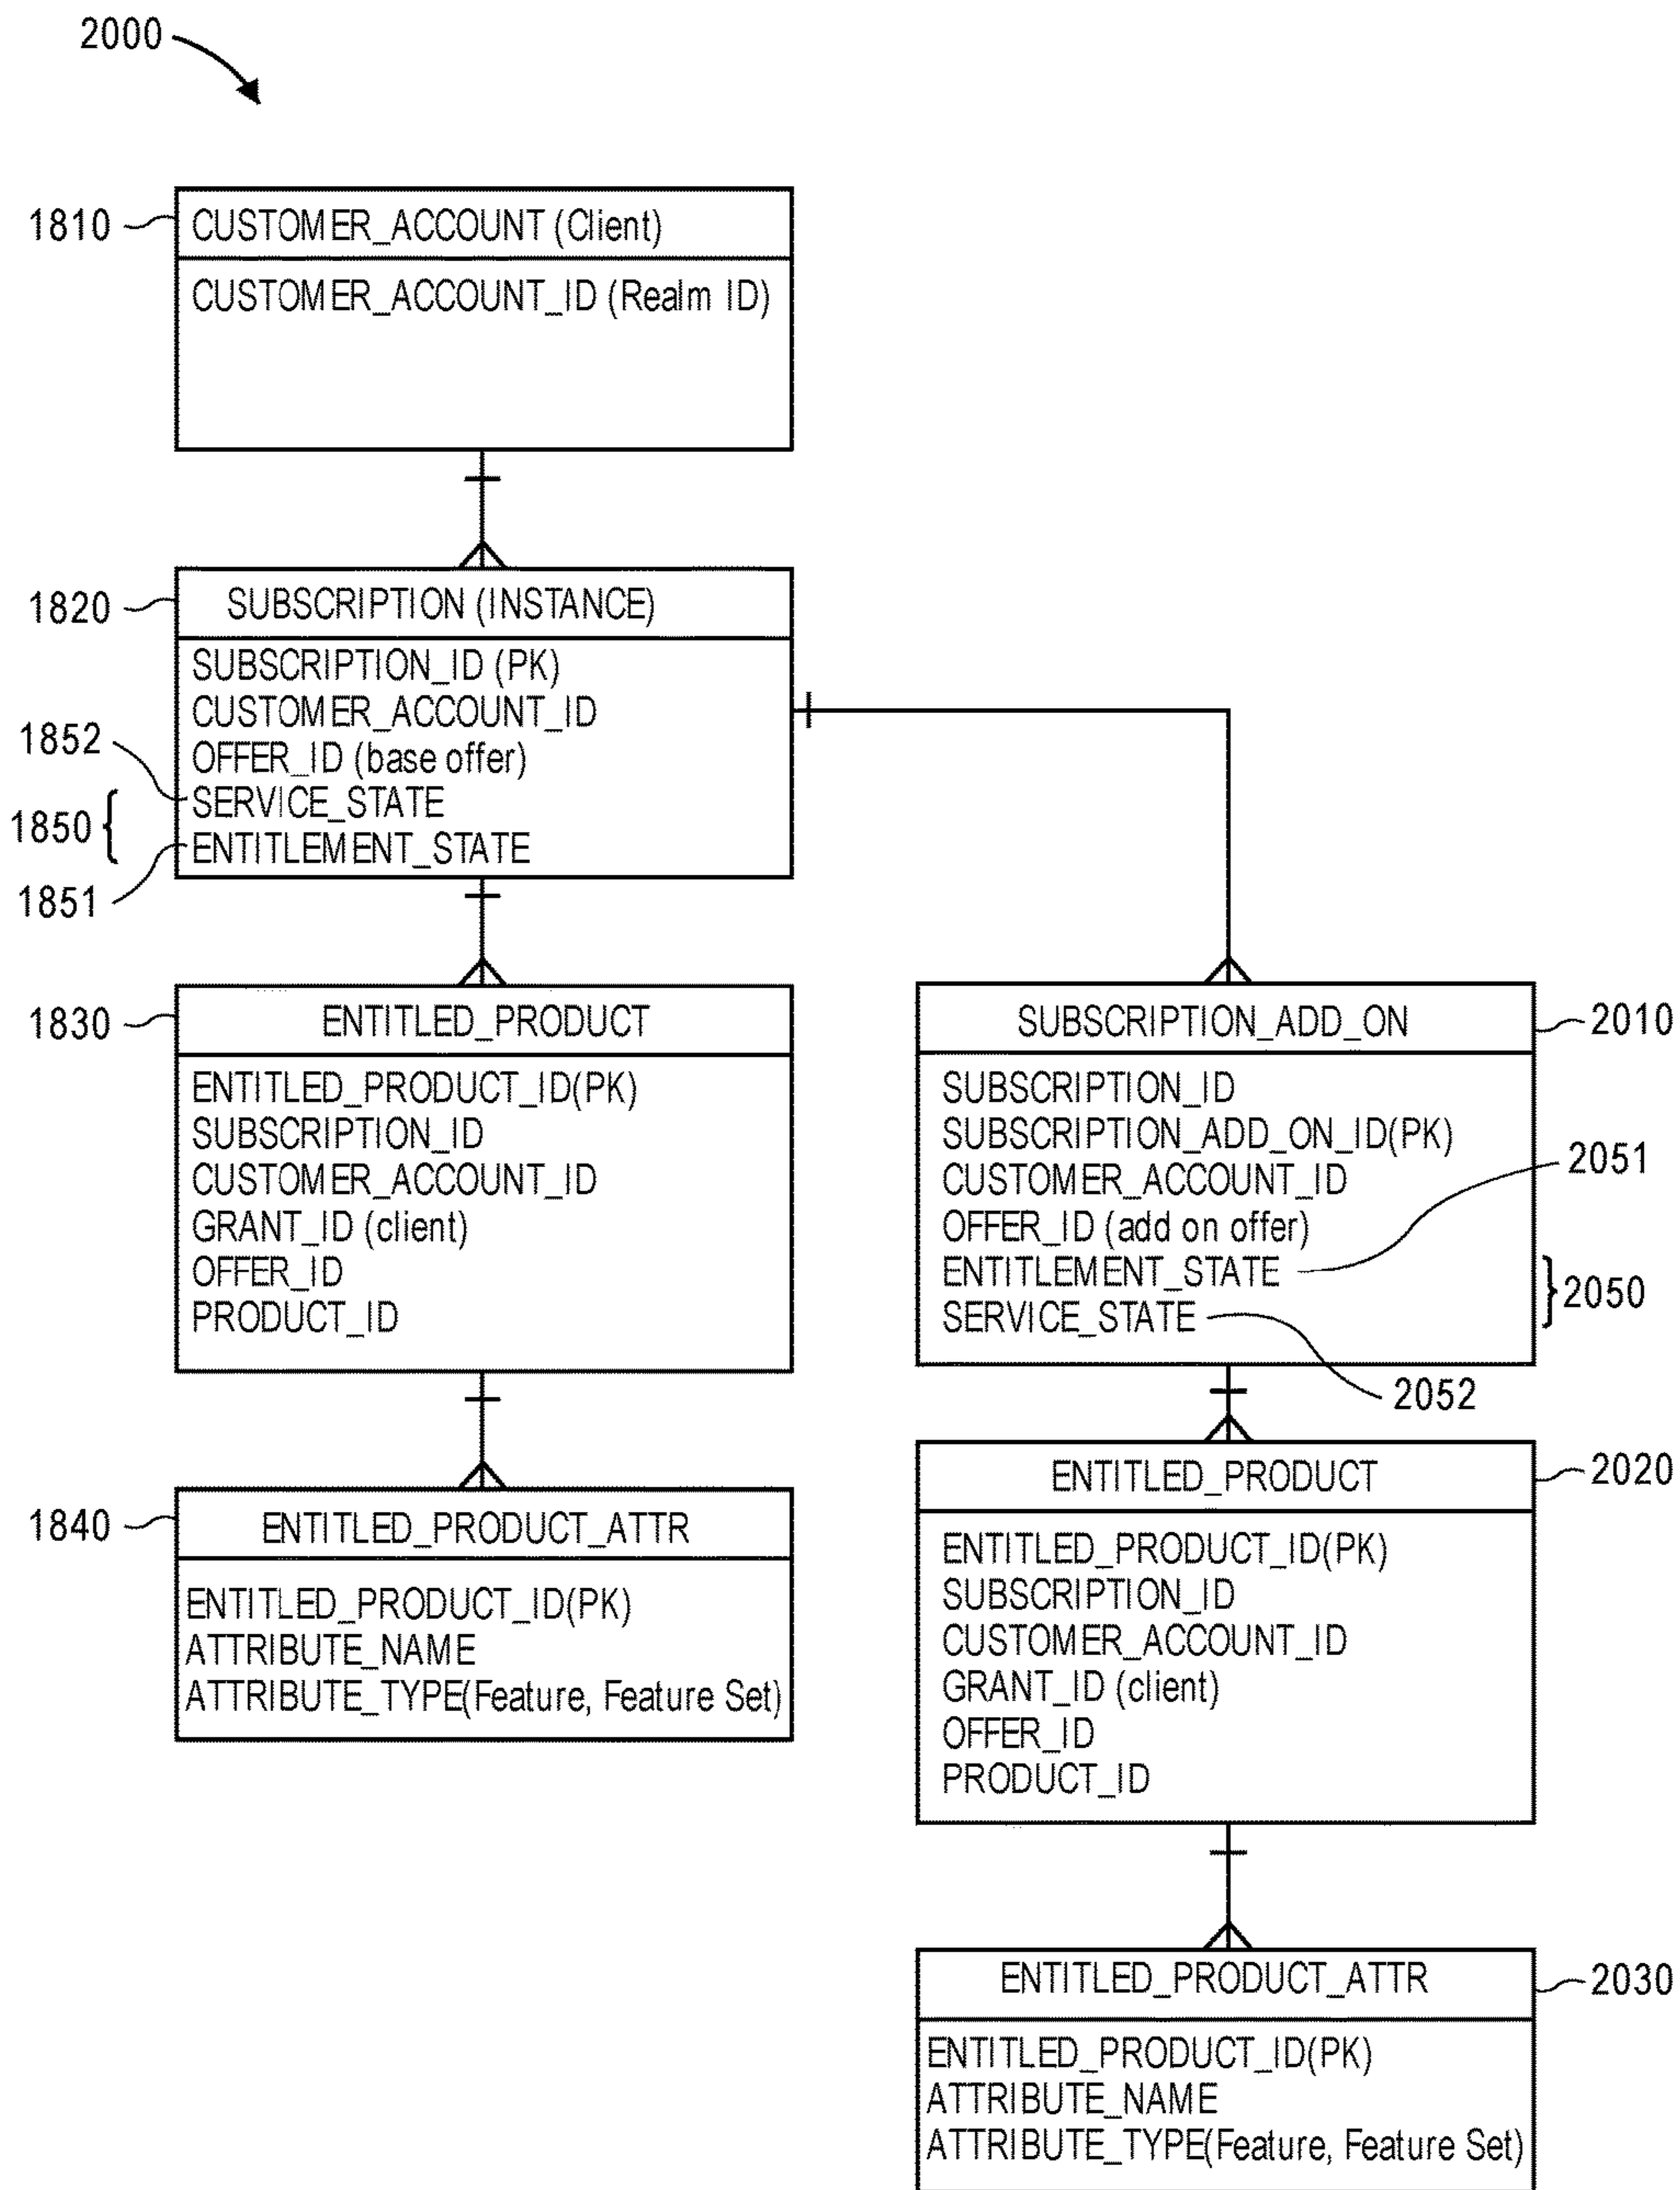 2000
1810
CUSTOMER_ACCOUNT (Client)
CUSTOMER_ACCOUNT_ID (Realm ID)
1820
SUBSCRIPTION (INSTANCE)
SUBSCRIPTION_ID (PK)
CUSTOMER_ACCOUNT_ID
OFFER_ID (base offer)
SERVICE_STATE
ENTITLEMENT_STATE
1852
1850 {
1851
1830
ENTITLED_PRODUCT
ENTITLED_PRODUCT_ID(PK)
SUBSCRIPTION_ID
CUSTOMER_ACCOUNT_ID
GRANT_ID (client)
OFFER_ID
PRODUCT_ID
1840
ENTITLED_PRODUCT_ATTR
ENTITLED_PRODUCT_ID(PK)
ATTRIBUTE_NAME
ATTRIBUTE_TYPE(Feature, Feature Set)
SUBSCRIPTION_ADD_ON
2010
SUBSCRIPTION_ID
SUBSCRIPTION_ADD_ON_ID(PK)
CUSTOMER_ACCOUNT_ID
OFFER_ID (add on offer)
ENTITLEMENT_STATE
SERVICE_STATE
2051
}2050
2052
ENTITLED_PRODUCT
2020
ENTITLED_PRODUCT_ID(PK)
SUBSCRIPTION_ID
CUSTOMER_ACCOUNT_ID
GRANT_ID (client)
OFFER_ID
PRODUCT_ID
ENTITLED_PRODUCT_ATTR
2030
ENTITLED_PRODUCT_ID(PK)
ATTRIBUTE_NAME
ATTRIBUTE_TYPE(Feature, Feature Set)